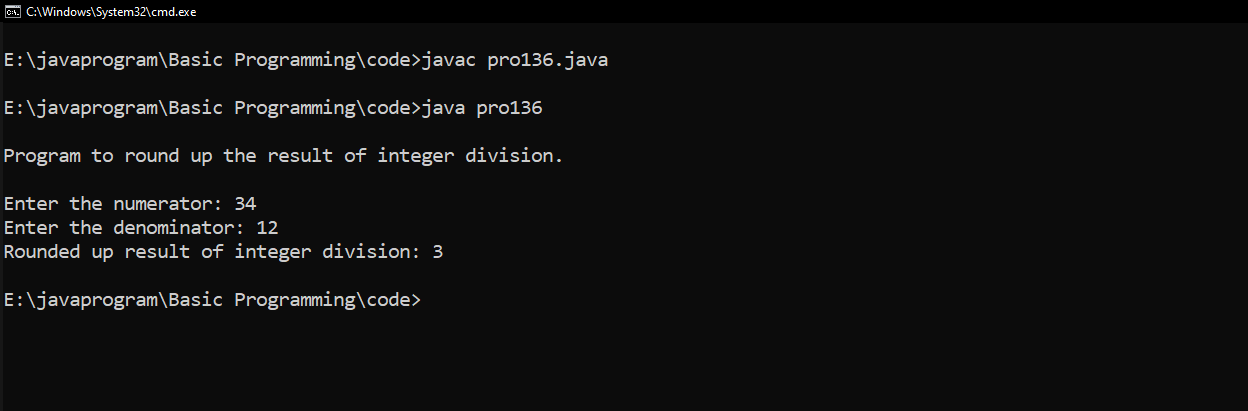 C:\Windows\System32\cmd.exe
E:\javaprogram\Basic Programming\code>javac pro136.java
E:\javaprogram\Basic Programming\code>java pro136
Program to round up the result of integer division.
Enter the numerator: 34
Enter the denominator: 12
Rounded up result of integer division: 3
E:\javaprogram\Basic Programming\code>